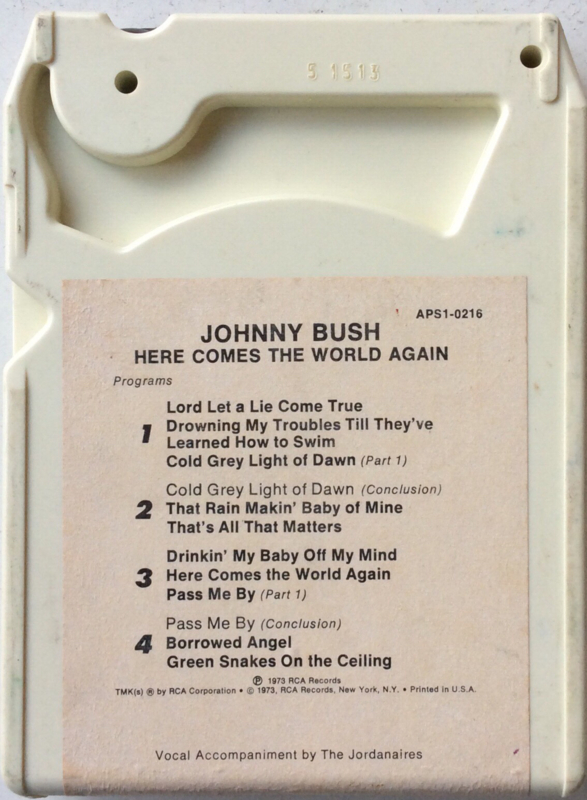 5 1513
APS1-0216
JOHNNY BUSH
HERE COMES THE WORLD AGAIN
Programs
1
Lord Let a Lie Come True
Drowning My Troubles Till They've
Learned How to Swim
Cold Grey Light of Dawn (Part 1)
2
Cold Grey Light of Dawn (Conclusion)
That Rain Makin' Baby of Mine
That's All That Matters
3
Drinkin' My Baby Off My Mind
Here Comes the World Again
Pass Me By (Part 1)
4
Pass Me By (Conclusion)
Borrowed Angel
Green Snakes On the Ceiling
℗ 1973 RCA Records
TMK(s) ® by RCA Corporation • © 1973, RCA Records, New York, N.Y. • Printed in U.S.A.
Vocal Accompaniment by The Jordanaires